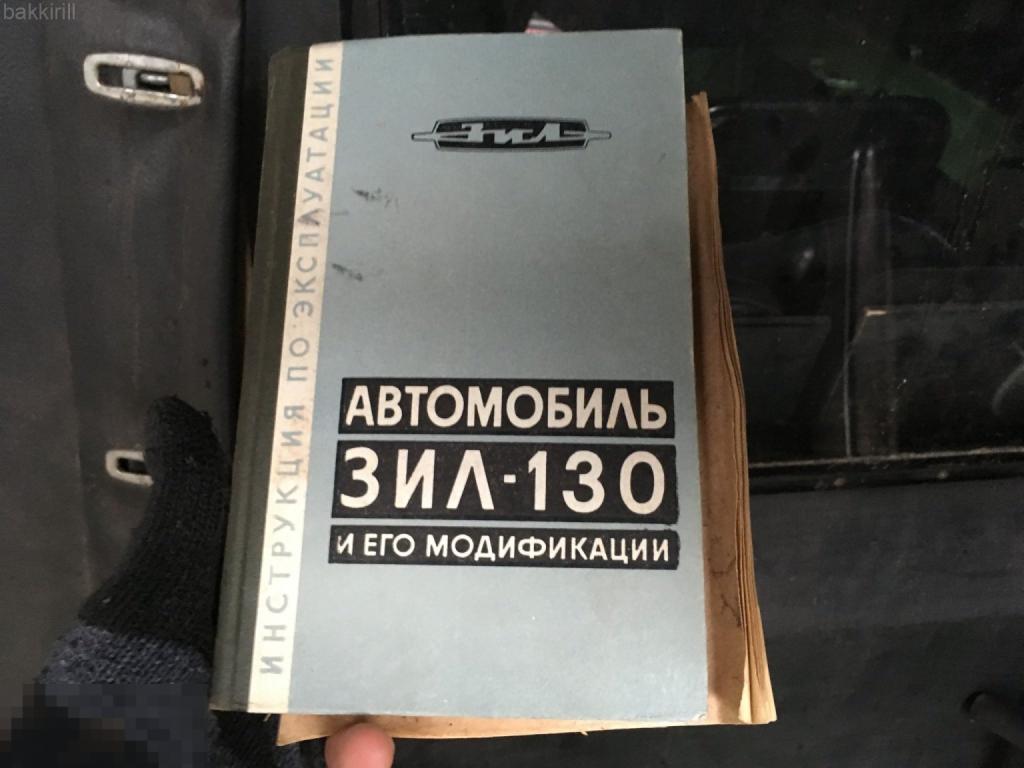 bakkirill
ЗИЛ
ИНСТРУКЦИЯ ПО ЭКСПЛУАТАЦИИ
АВТОМОБИЛЬ
ЗИЛ-130
И ЕГО МОДИФИКАЦИИ